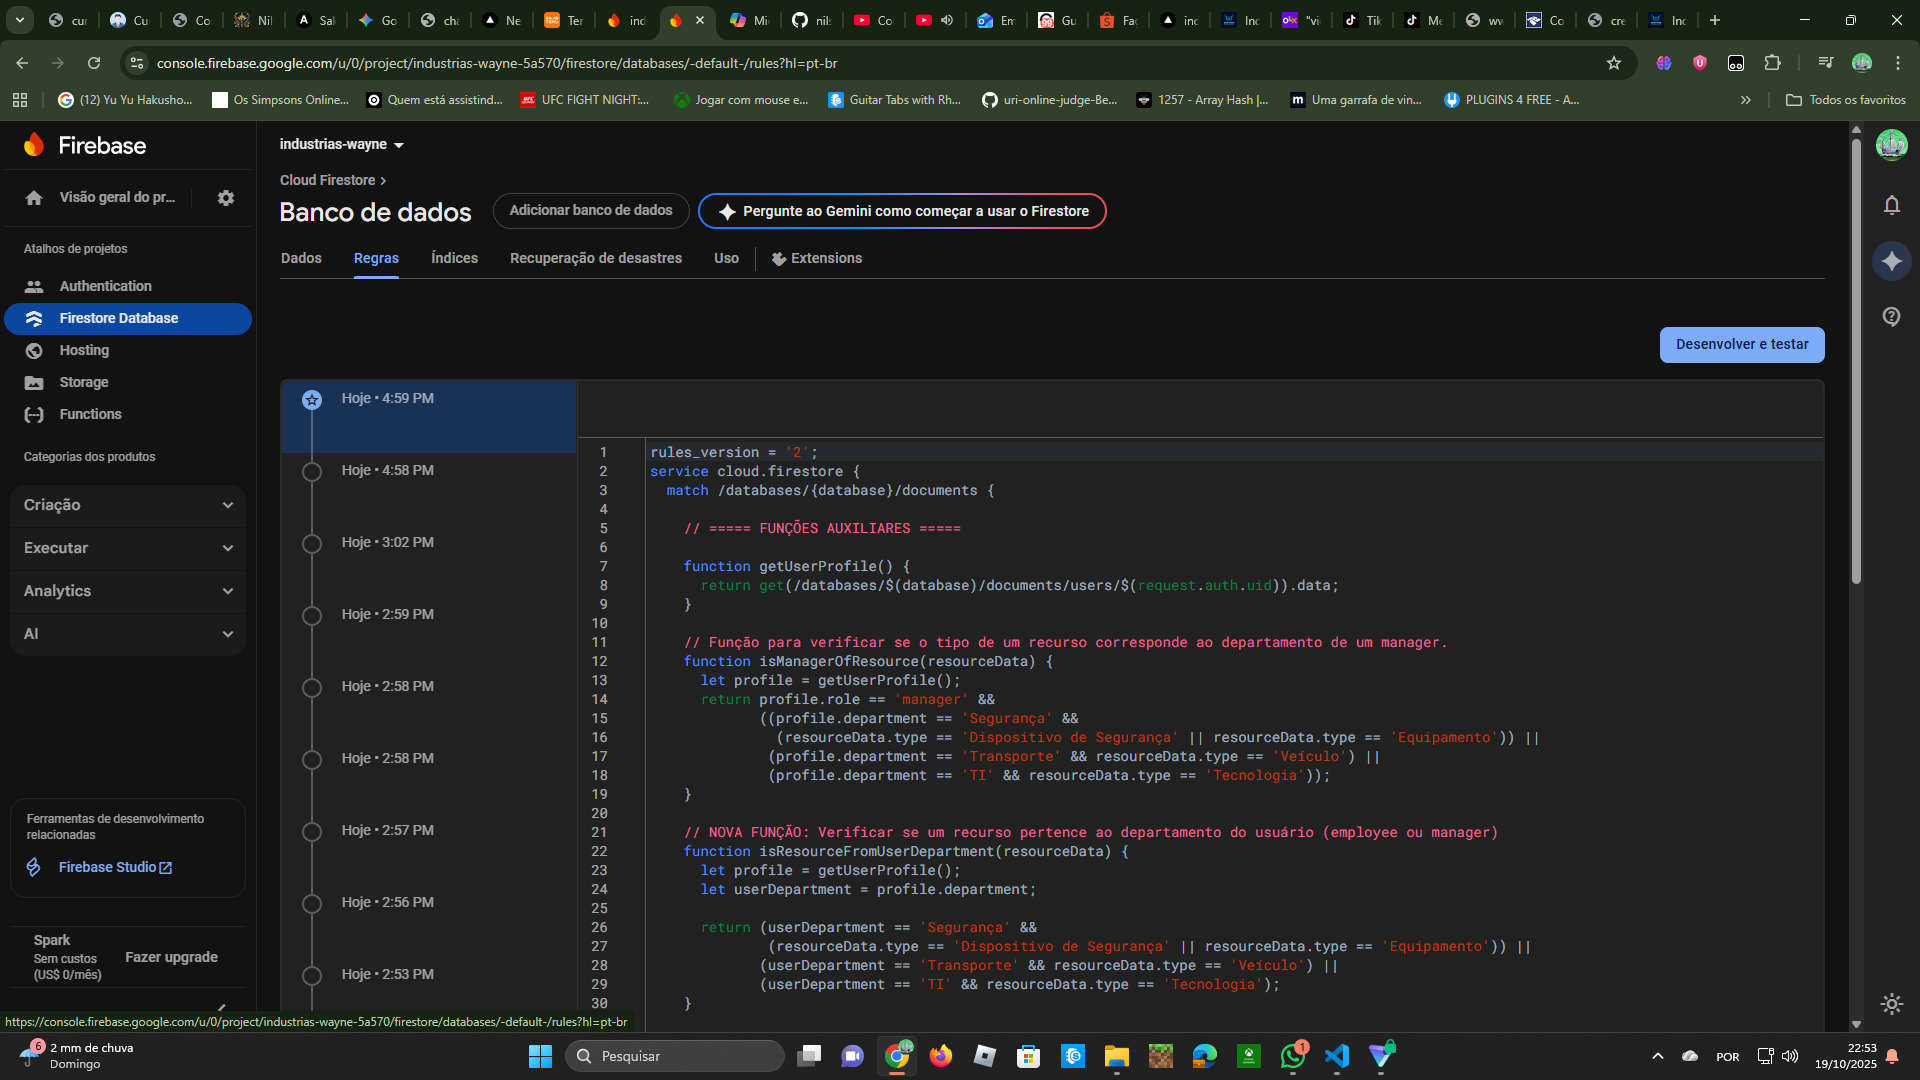 cur
Cu
Co
Nil
Sal
Go
cha
Ne
Ter
ind
Mi
nils
Co
Em
Gu
Fac
inc
Inc
"vi
Tik
Me
wv
Co
cre
Inc
console.firebase.google.com/u/0/project/industrias-wayne-5a570/firestore/databases/-default-/rules?hl=pt-br
(12) Yu Yu Hakusho...
Os Simpsons Online...
Quem está assistind...
UFC FIGHT NIGHT:...
Jogar com mouse e...
Guitar Tabs with Rh...
uri-online-judge-Be...
1257 - Array Hash |...
Uma garrafa de vin...
PLUGINS 4 FREE - A...
Todos os favoritos
Firebase
Visão geral do pr...
Atalhos de projetos
Authentication
Firestore Database
Hosting
Storage
Functions
Categorias dos produtos
Criação
Executar
Analytics
AI
Ferramentas de desenvolvimento
relacionadas
Firebase Studio
Spark
Sem custos
(US$ 0/mês)
Fazer upgrade
industrias-wayne
Cloud Firestore
Banco de dados
Adicionar banco de dados
Pergunte ao Gemini como começar a usar o Firestore
Dados
Regras
Índices
Recuperação de desastres
Uso
Extensions
Desenvolver e testar
Hoje • 4:59 PM
Hoje • 4:58 PM
Hoje • 3:02 PM
Hoje • 2:59 PM
Hoje • 2:58 PM
Hoje • 2:58 PM
Hoje • 2:57 PM
Hoje • 2:56 PM
Hoje • 2:53 PM
1 rules_version = '2';
2 service cloud.firestore {
3 match /databases/{database}/documents {
4
5 // ===== FUNÇÕES AUXILIARES =====
6
7 function getUserProfile() {
8 return get(/databases/$(database)/documents/users/$(request.auth.uid)).data;
9 }
10
11 // Função para verificar se o tipo de um recurso corresponde ao departamento de um manager.
12 function isManagerOfResource(resourceData) {
13 let profile = getUserProfile();
14 return profile.role == 'manager' &&
15 ((profile.department == 'Segurança' &&
16 (resourceData.type == 'Dispositivo de Segurança' || resourceData.type == 'Equipamento')) ||
17 (profile.department == 'Transporte' && resourceData.type == 'Veículo') ||
18 (profile.department == 'TI' && resourceData.type == 'Tecnologia'));
19 }
20
21 // NOVA FUNÇÃO: Verificar se um recurso pertence ao departamento do usuário (employee ou manager)
22 function isResourceFromUserDepartment(resourceData) {
23 let profile = getUserProfile();
24 let userDepartment = profile.department;
25
26 return (userDepartment == 'Segurança' &&
27 (resourceData.type == 'Dispositivo de Segurança' || resourceData.type == 'Equipamento')) ||
28 (userDepartment == 'Transporte' && resourceData.type == 'Veículo') ||
29 (userDepartment == 'TI' && resourceData.type == 'Tecnologia');
30 }
https://console.firebase.google.com/u/0/project/industrias-wayne-5a570/firestore/databases/-default-/rules?hl=pt-br
6
2 mm de chuva
Domingo
Pesquisar
1
POR
22:53
19/10/2025